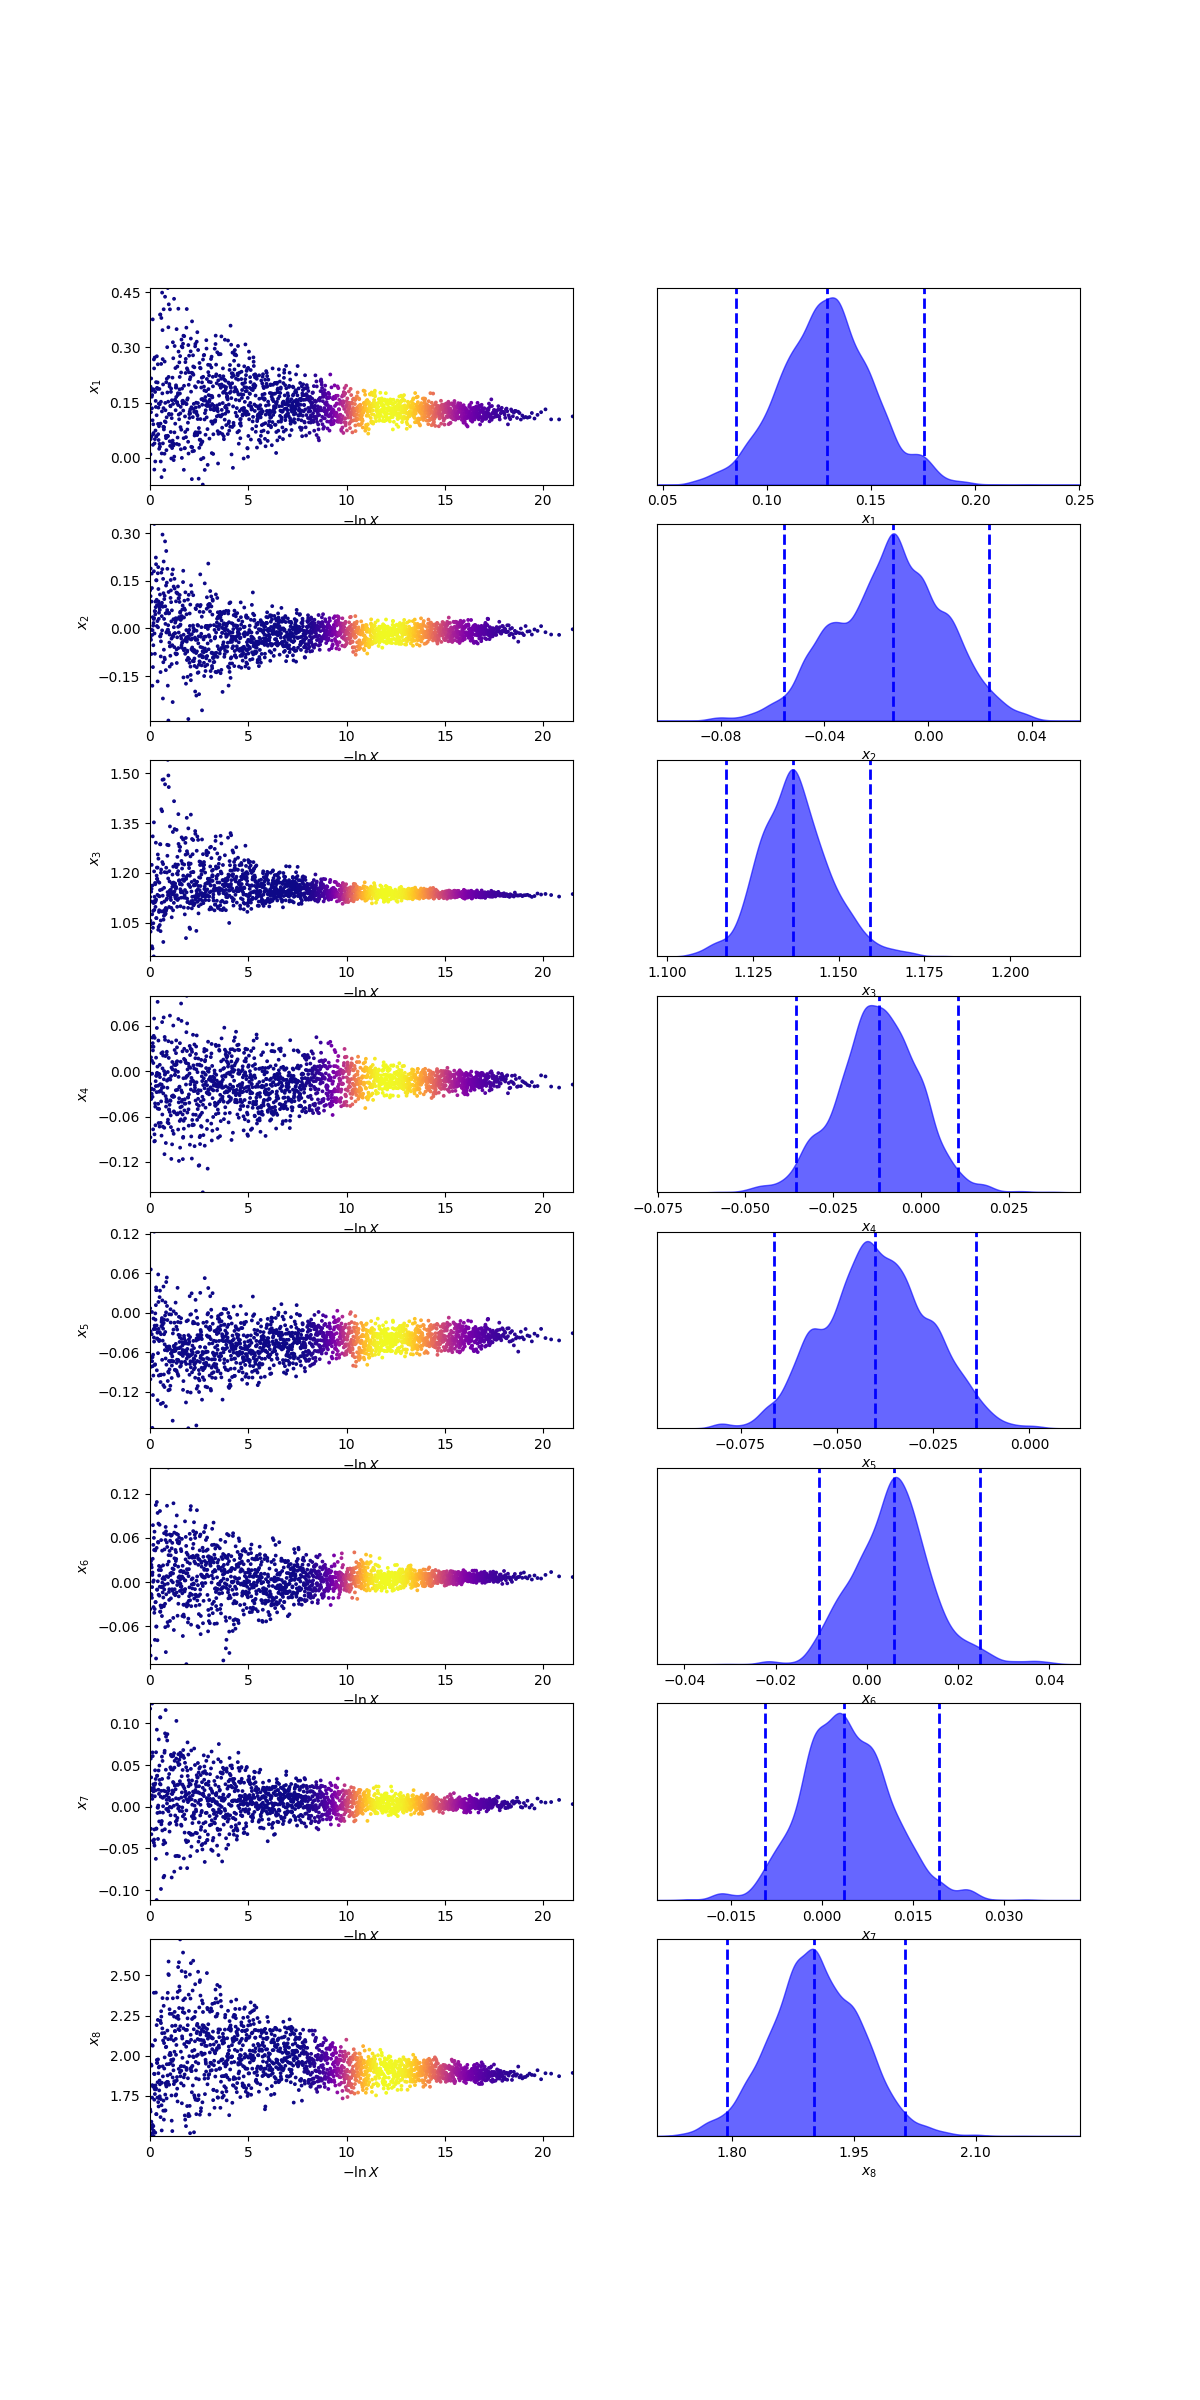 0.45
0.30
0.15
0.00
x₁
0 5 10 15 20
−ln X
0.05 0.10 0.15 0.20 0.25
x₁
0.30
0.15
0.00
−0.15
x₂
0 5 10 15 20
−ln X
−0.08 −0.04 0.00 0.04
x₂
1.50
1.35
1.20
1.05
x₃
0 5 10 15 20
−ln X
1.100 1.125 1.150 1.175 1.200
x₃
0.06
0.00
−0.06
−0.12
x₄
0 5 10 15 20
−ln X
−0.075 −0.050 −0.025 0.000 0.025
x₄
0.12
0.06
0.00
−0.06
−0.12
x₅
0 5 10 15 20
−ln X
−0.075 −0.050 −0.025 0.000
x₅
0.12
0.06
0.00
−0.06
x₆
0 5 10 15 20
−ln X
−0.04 −0.02 0.00 0.02 0.04
x₆
0.10
0.05
0.00
−0.05
−0.10
x₇
0 5 10 15 20
−ln X
−0.015 0.000 0.015 0.030
x₇
2.50
2.25
2.00
1.75
x₈
0 5 10 15 20
−ln X
1.80 1.95 2.10
x₈